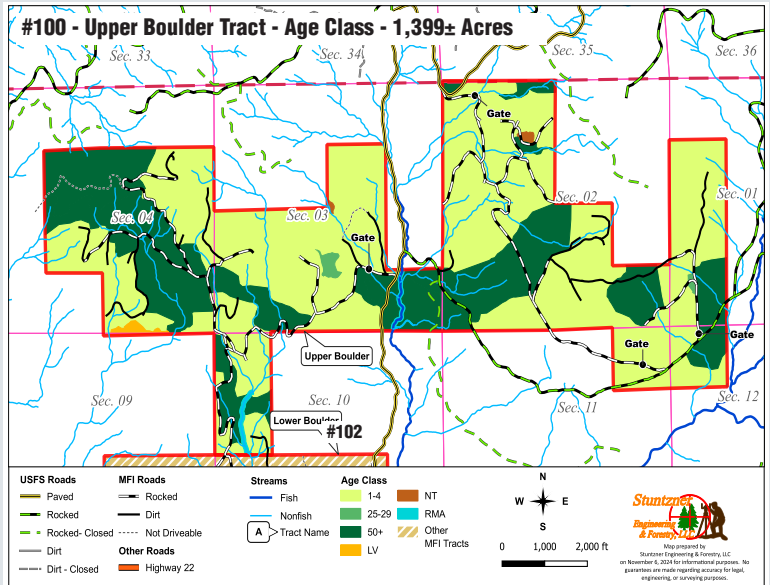 #100 - Upper Boulder Tract - Age Class - 1,399± Acres
Sec. 33
Sec. 34
Sec. 35
Sec. 36
Gate
Sec. 01
Sec. 02
Sec. 03
Sec. 04
Gate
Gate
Gate
Upper Boulder
Sec. 09
Sec. 10
Sec. 11
Sec. 12
Lower Boulder
#102
USFS Roads
Paved
Rocked
Rocked- Closed
Dirt
Dirt - Closed
MFI Roads
Rocked
Dirt
Not Driveable
Other Roads
Highway 22
Streams
Fish
Nonfish
A
Tract Name
Age Class
1-4
25-29
50+
LV
NT
RMA
Other
MFI Tracts
N
W E
S
0 1,000 2,000 ft
Stuntzner
Engineering
& Forestry, LLC
Map prepared by
Stuntzner Engineering & Forestry, LLC
on November 6, 2024 for informational purposes. No
guarantees are made regarding accuracy for legal,
engineering, or surveying purposes.